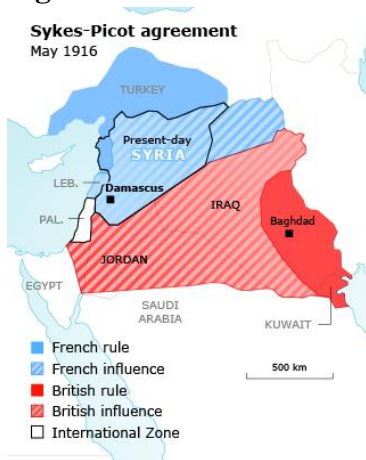 Sykes-Picot agreement
May 1916
TURKEY
Present-day
SYRIA
LEB.
Damascus
PAL.
IRAQ
Baghdad
JORDAN
EGYPT
SAUDI
ARABIA
KUWAIT
French rule
French influence
British rule
British influence
International Zone
500 km